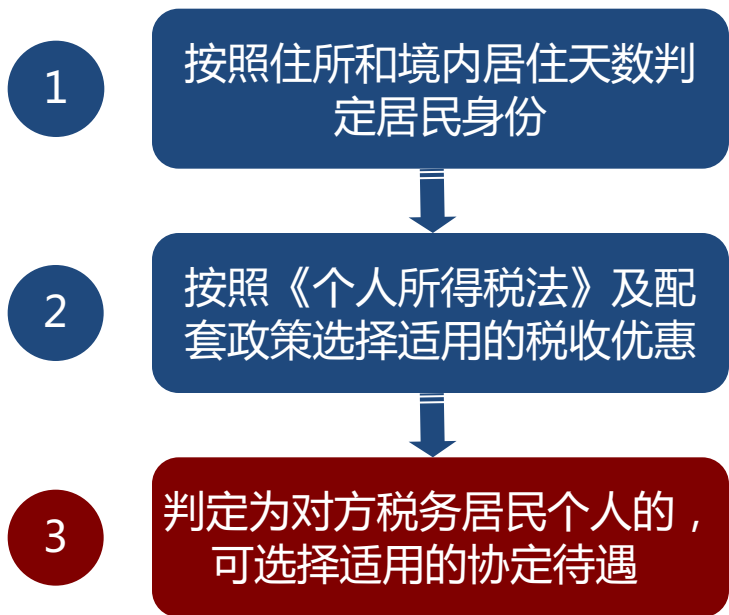 1
按照住所和境内居住天数判
定居民身份
2
按照《个人所得税法》及配
套政策选择适用的税收优惠
3
判定为对方税务居民个人的，
可选择适用的协定待遇